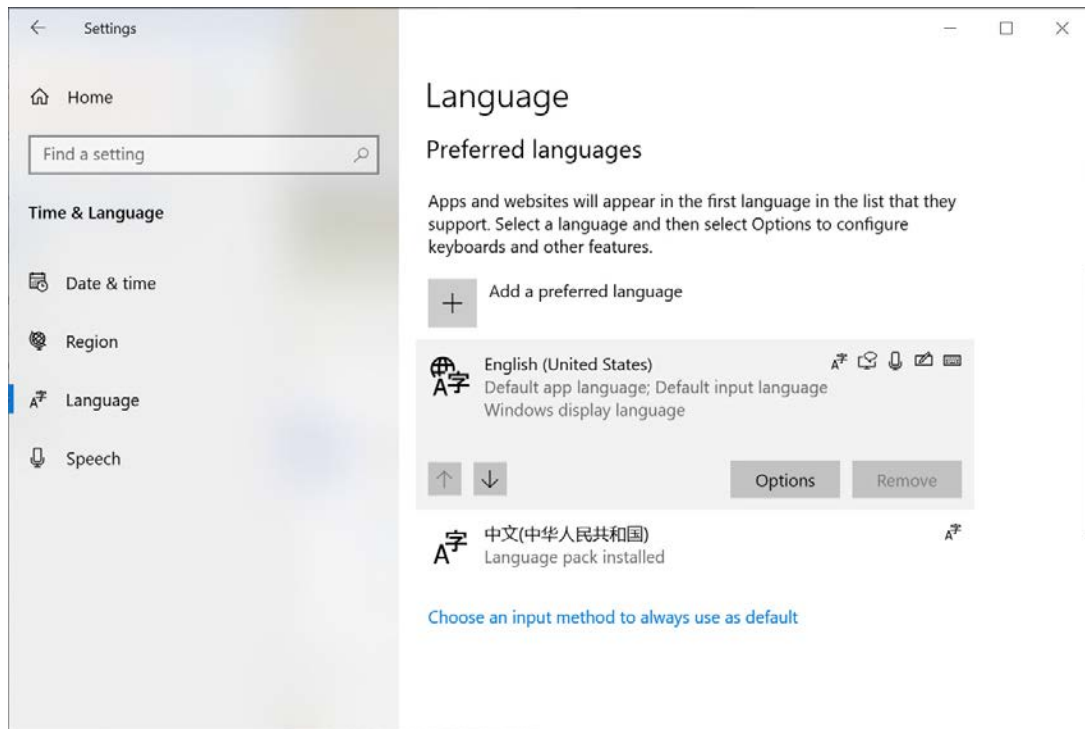 Settings
Home
Find a setting
Time & Language
Date & time
Region
Language
Speech
Language
Preferred languages
Apps and websites will appear in the first language in the list that they
support. Select a language and then select Options to configure
keyboards and other features.
Add a preferred language
English (United States)
Default app language; Default input language
Windows display language
Options
Remove
中文(中华人民共和国)
Language pack installed
Choose an input method to always use as default